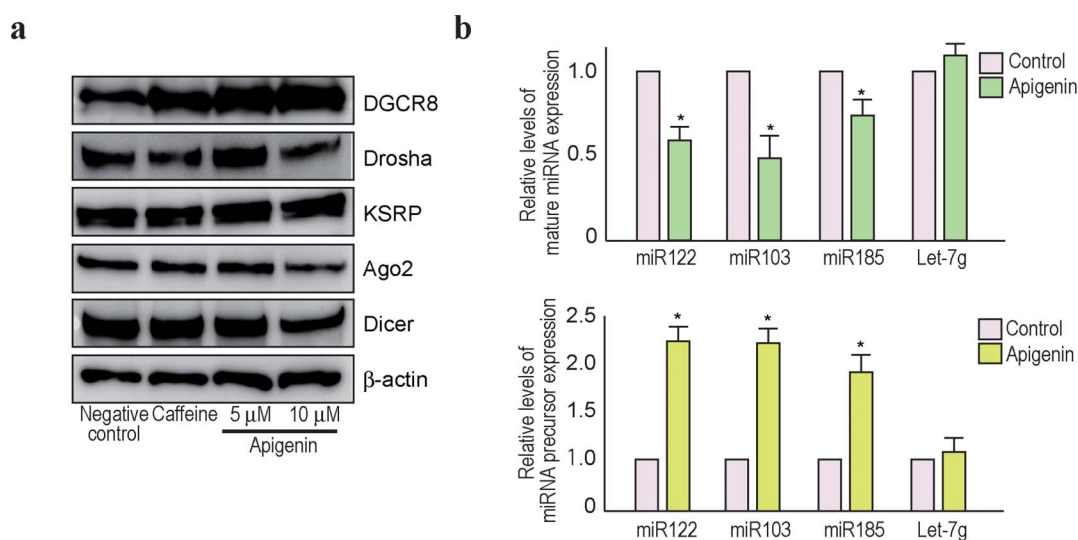 a
DGCR8
Drosha
KSRP
Ago2
Dicer
β-actin
Negative
control
Caffeine
5 μM
10 μM
Apigenin
b
Relative levels of
mature miRNA expression
1.0
0.5
0
*
*
*
miR122
miR103
miR185
Let-7g
Control
Apigenin
Relative levels of
miRNA precursor expression
2.5
2.0
1.5
1.0
0
*
*
*
miR122
miR103
miR185
Let-7g
Control
Apigenin